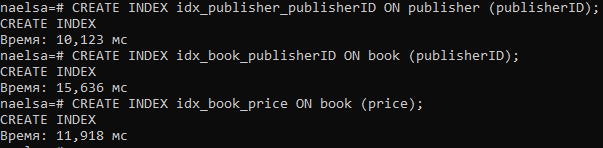 naelsa=# CREATE INDEX idx_publisher_publisherID ON publisher (publisherID);
CREATE INDEX
Время: 10,123 мс
naelsa=# CREATE INDEX idx_book_publisherID ON book (publisherID);
CREATE INDEX
Время: 15,636 мс
naelsa=# CREATE INDEX idx_book_price ON book (price);
CREATE INDEX
Время: 11,918 мс